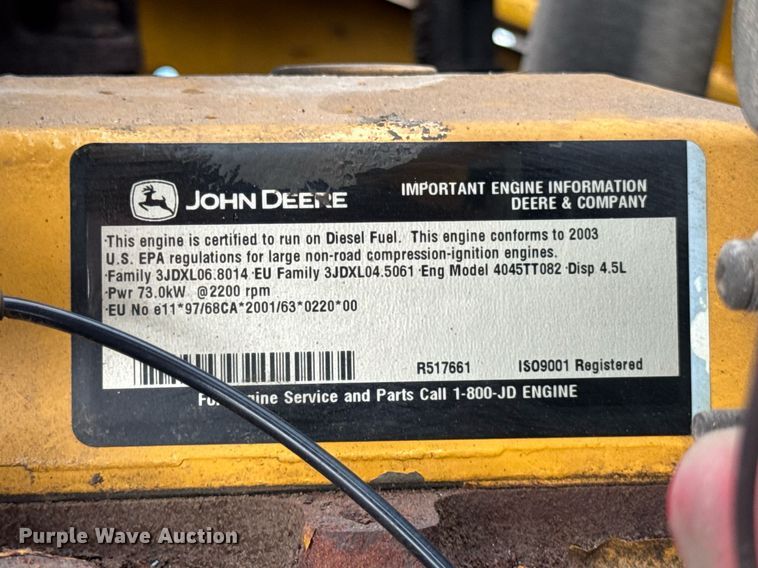 JOHN DEERE
IMPORTANT ENGINE INFORMATION
DEERE & COMPANY
This engine is certified to run on Diesel Fuel. This engine conforms to 2003
U.S. EPA regulations for large non-road compression-ignition engines.
Family 3JDXL06.8014 EU Family 3JDXL04.5061 Eng Model 4045TT082 Disp 4.5L
Pwr 73.0kW @2200 rpm
EU No e11*97/68CA*2001/63*0220*00
R517661 ISO9001 Registered
Service and Parts Call 1-800-JD ENGINE
Purple Wave Auction